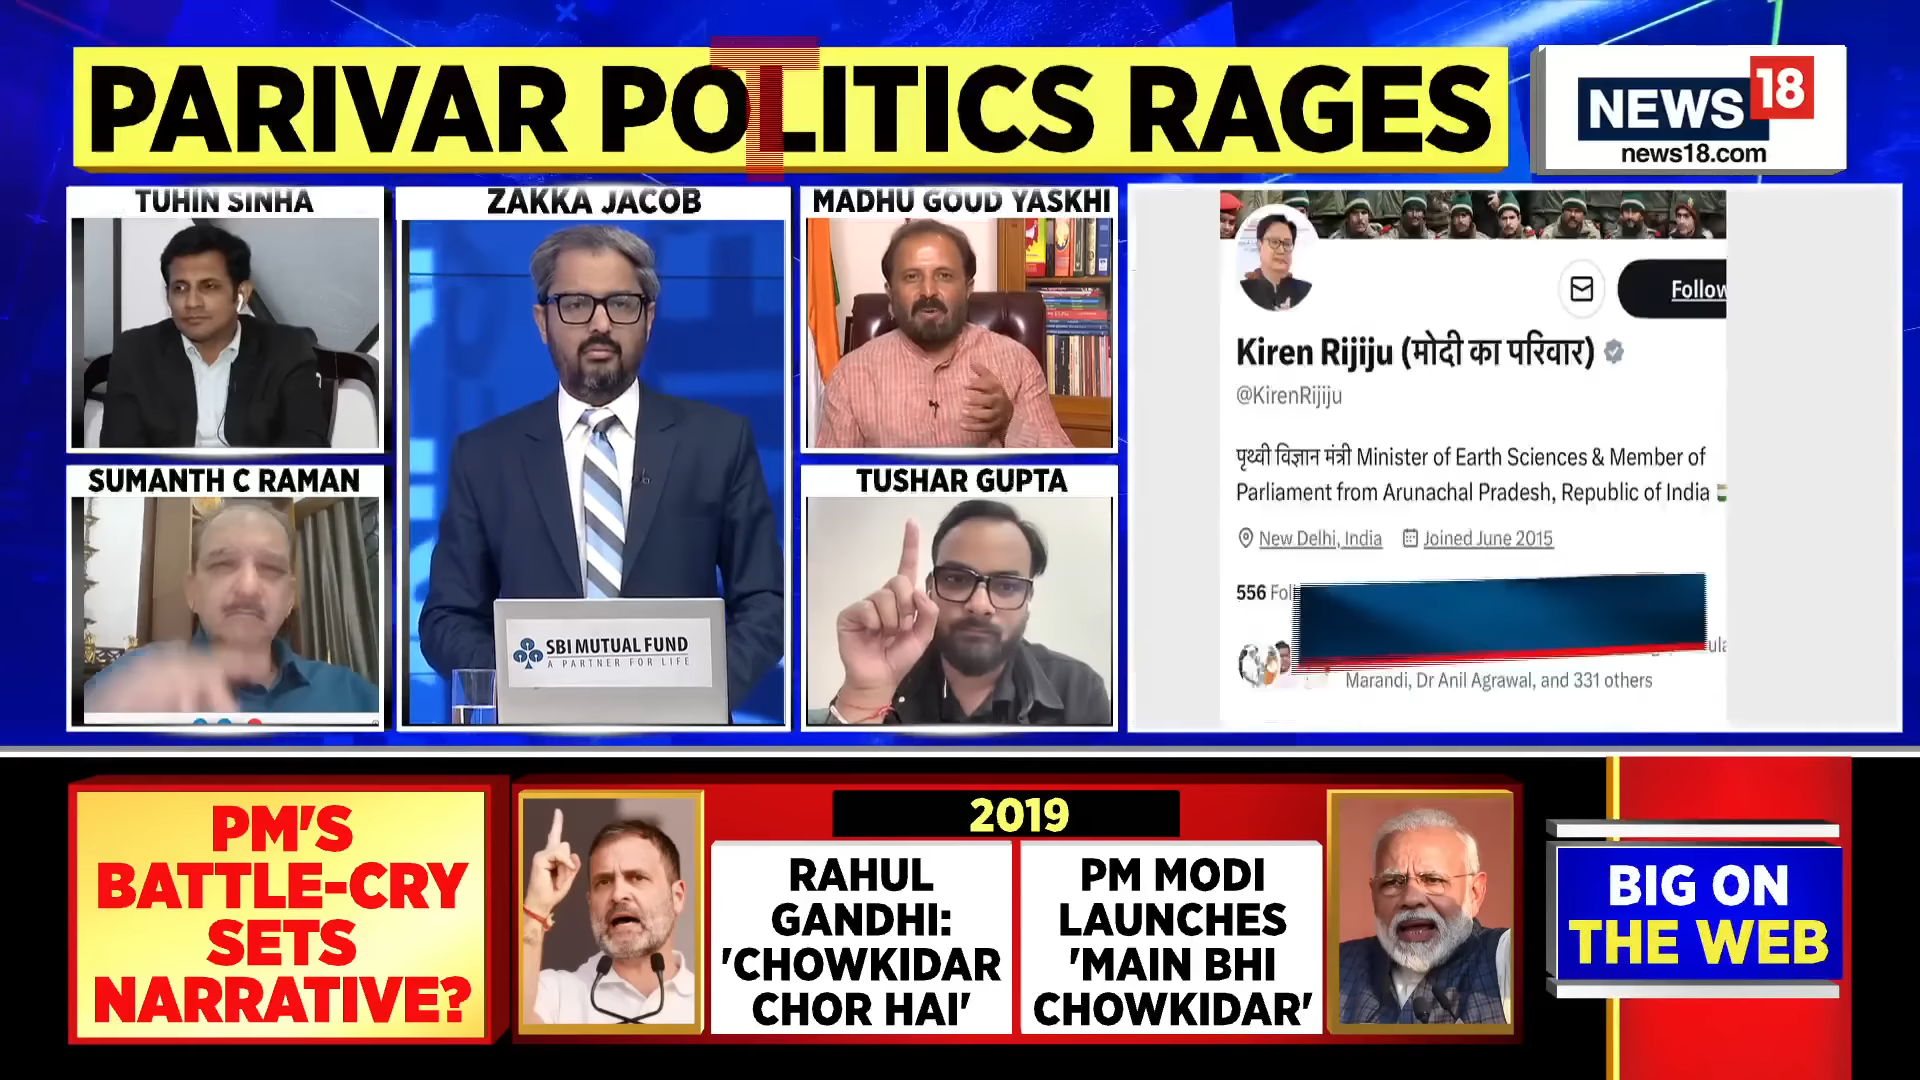 PARIVAR POLITICS RAGES
NEWS 18
news18.com
TUHIN SINHA
ZAKKA JACOB
MADHU GOUD YASKHI
SUMANTH C RAMAN
TUSHAR GUPTA
SBI MUTUAL FUND
A PARTNER FOR LIFE
Follow
Kiren Rijiju (मोदी का परिवार)
@KirenRijiju
पृथ्वी विज्ञान मंत्री Minister of Earth Sciences & Member of
Parliament from Arunachal Pradesh, Republic of India
New Delhi, India Joined June 2015
556
Marandi, Dr Anil Agrawal, and 331 others
PM'S
BATTLE-CRY
SETS
NARRATIVE?
2019
RAHUL
GANDHI:
'CHOWKIDAR
CHOR HAI'
PM MODI
LAUNCHES
'MAIN BHI
CHOWKIDAR'
BIG ON
THE WEB